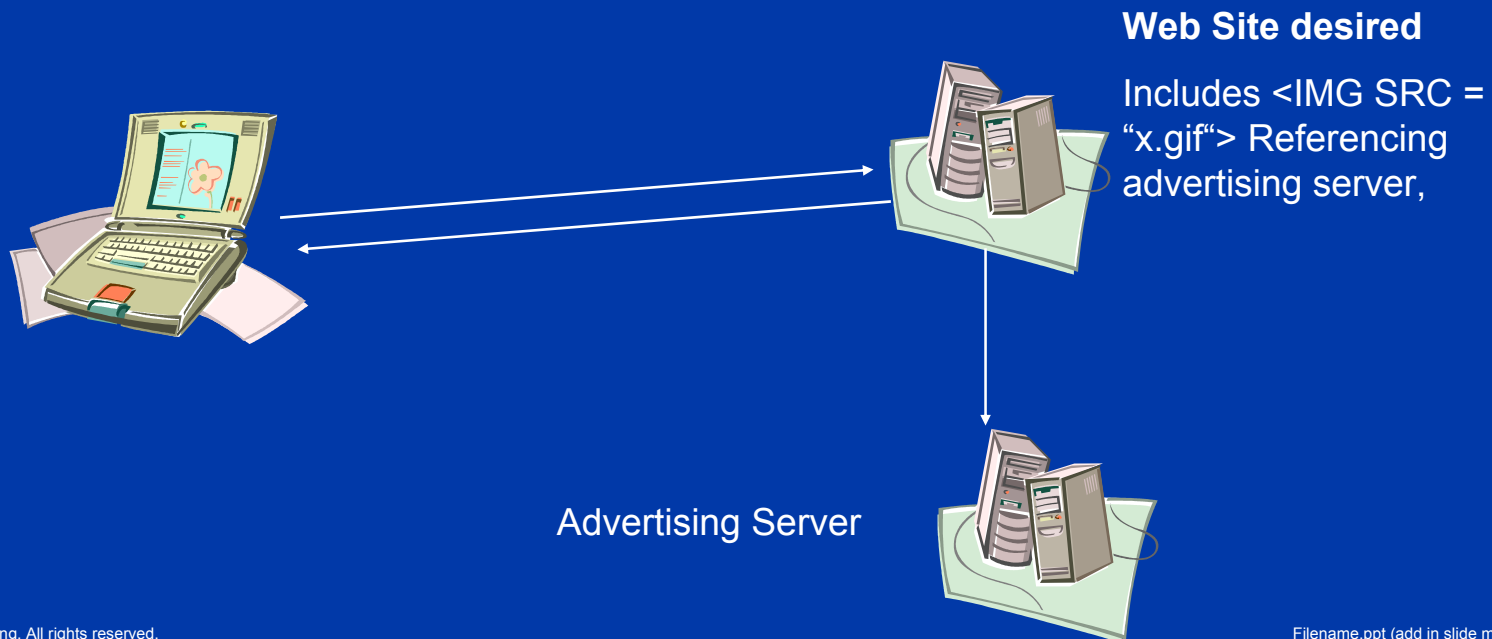 Web Site desired
Includes <IMG SRC =
“x.gif“> Referencing
advertising server,
Advertising Server
All rights reserved.
Filename.ppt (add in slide